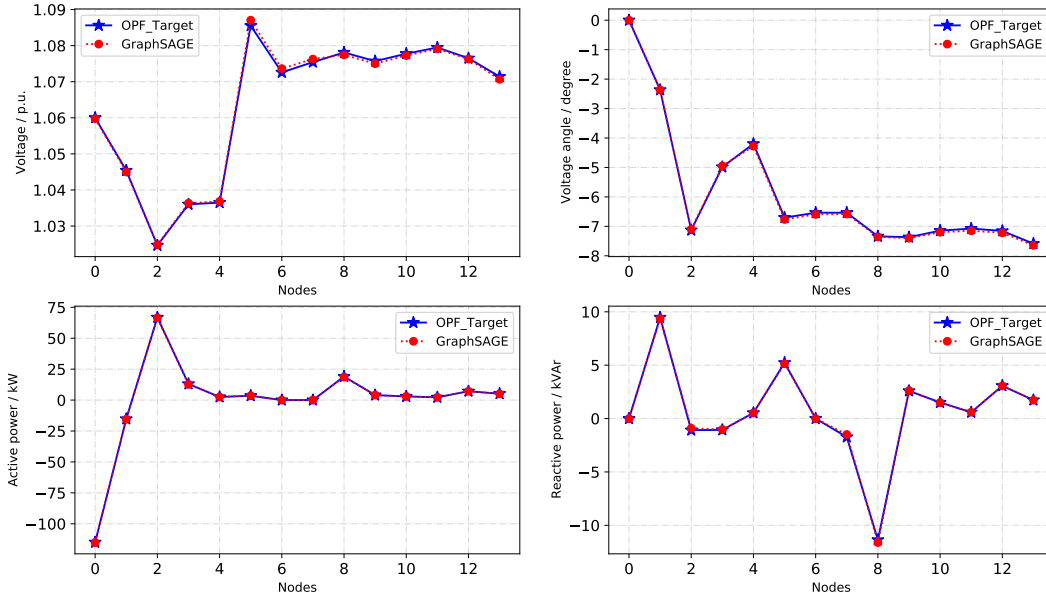 1.09
1.08
1.07
1.06
1.05
1.04
1.03
Voltage / p.u.
OPF_Target
GraphSAGE
0 2 4 6 8 10 12
Nodes
0
−1
−2
−3
−4
−5
−6
−7
−8
Voltage angle / degree
OPF_Target
GraphSAGE
0 2 4 6 8 10 12
Nodes
75
50
25
0
−25
−50
−75
−100
Active power / kW
OPF_Target
GraphSAGE
0 2 4 6 8 10 12
Nodes
10
5
0
−5
−10
Reactive power / kVAr
OPF_Target
GraphSAGE
0 2 4 6 8 10 12
Nodes